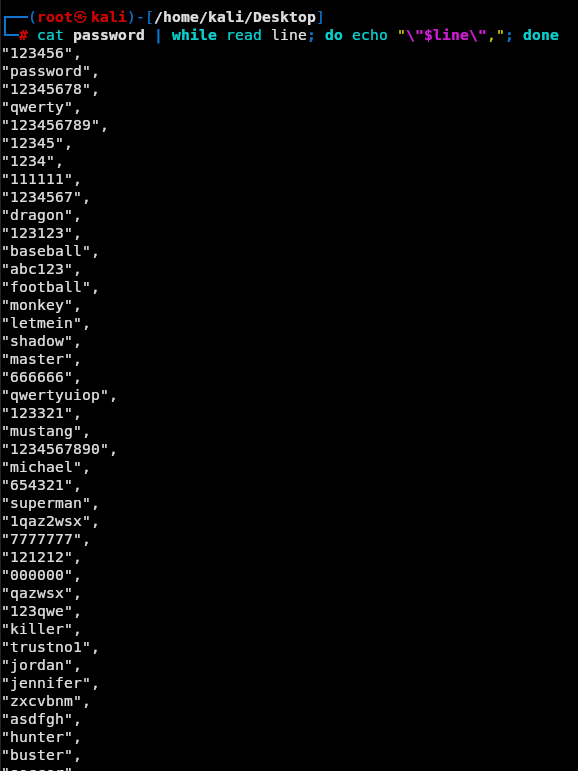 ┌──(root㉿kali)-[/home/kali/Desktop]
└─# cat password | while read line; do echo "\"$line\","; done
"123456",
"password",
"12345678",
"qwerty",
"123456789",
"12345",
"1234",
"111111",
"1234567",
"dragon",
"123123",
"baseball",
"abc123",
"football",
"monkey",
"letmein",
"shadow",
"master",
"666666",
"qwertyuiop",
"123321",
"mustang",
"1234567890",
"michael",
"654321",
"superman",
"1qaz2wsx",
"7777777",
"121212",
"000000",
"qazwsx",
"123qwe",
"killer",
"trustno1",
"jordan",
"jennifer",
"zxcvbnm",
"asdfgh",
"hunter",
"buster",